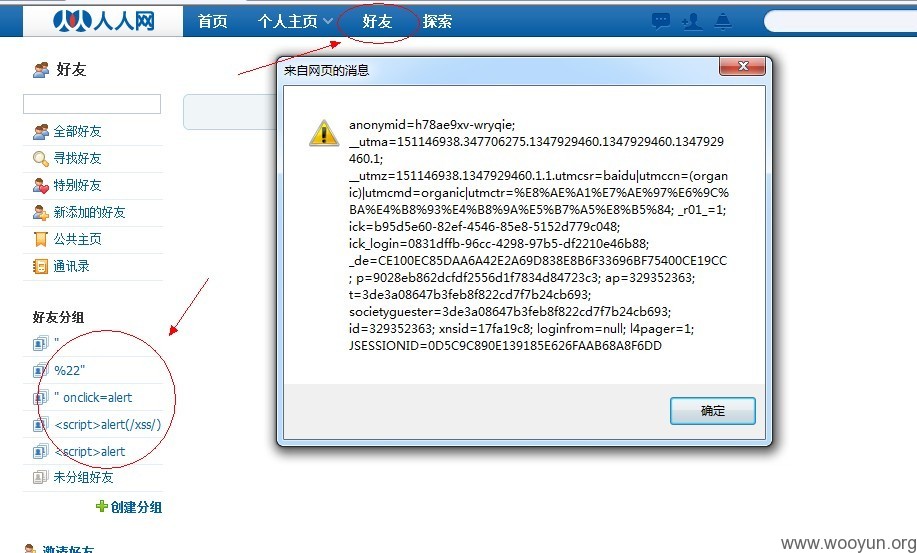 人人网 首页 个人主页 好友 探索
好友
全部好友
寻找好友
特别好友
新添加的好友
公共主页
通讯录
好友分组
"
%22"
" onclick=alert
<script>alert(/xss/)
<script>alert
未分组好友
创建分组
邀请好友
来自网页的消息
anonymid=h78ae9xv-wryqie;
__utma=151146938.347706275.1347929460.1347929460.1347929
460.1;
__utmz=151146938.1347929460.1.1.utmcsr=baidu|utmccn=(organ
ic)|utmcmd=organic|utmctr=%E8%AE%A1%E7%AE%97%E6%9C%
BA%E4%B8%93%E4%B8%9A%E5%B7%A5%E8%B5%84; _r01_=1;
ick=b95d5e60-82ef-4546-85e8-5152d779c048;
ick_login=0831dffb-96cc-4298-97b5-df2210e46b88;
_de=CE100EC85DAA6A42E2A69D838E8B6F33696BF75400CE19CC
; p=9028eb862dcfdf2556d1f7834d84723c3; ap=329352363;
t=3de3a08647b3feb8f822cd7f7b24cb693;
societyguester=3de3a08647b3feb8f822cd7f7b24cb693;
id=329352363; xnsid=17fa19c8; loginfrom=null; l4pager=1;
JSESSIONID=0D5C9C890E139185E626FAAB68A8F6DD
确定
www.wooyun.org